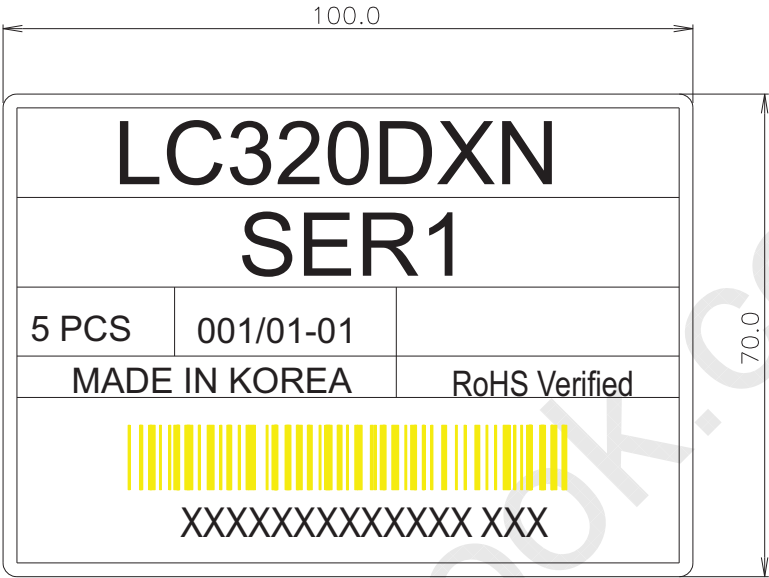 100.0
LC320DXN
SER1
5 PCS 001/01-01
70.0
MADE IN KOREA RoHS Verified
XXXXXXXXXXXXX XXX